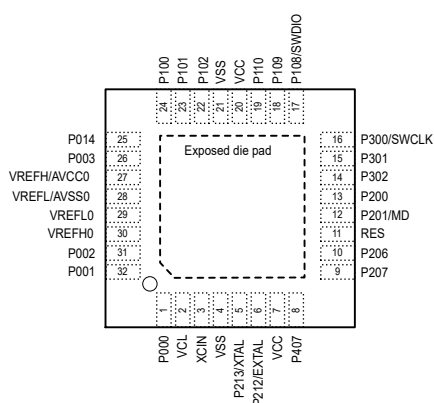 P100
P101
P102
VSS
VCC
P110
P109
P108/SWDIO
24
23
22
21
20
19
18
17
P014 25
P003 26
VREFH/AVCC0 27
VREFL/AVSS0 28
VREFL0 29
VREFH0 30
P002 31
P001 32
Exposed die pad
16 P300/SWCLK
15 P301
14 P302
13 P200
12 P201/MD
11 RES
10 P206
9 P207
1
2
3
4
5
6
7
8
P000
VCL
XCIN
VSS
P213/XTAL
P212/EXTAL
VCC
P407